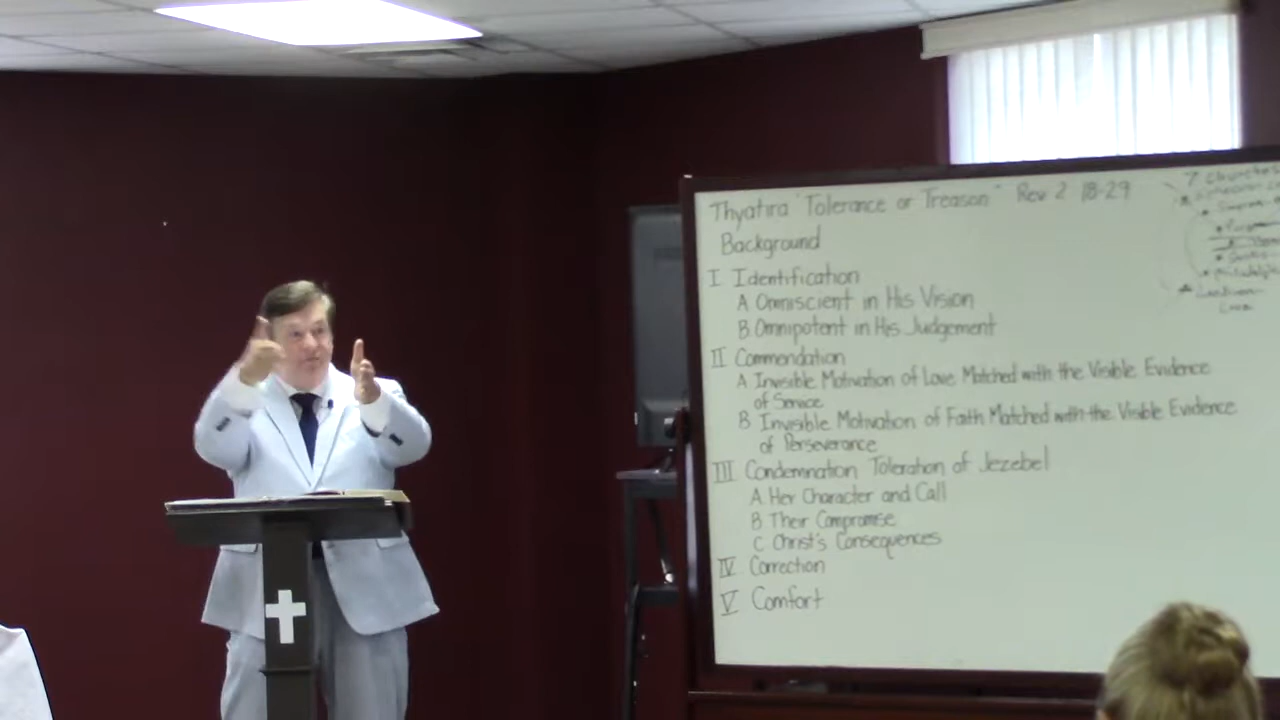 Thyatira "Tolerance or Treason" Rev 2 18-29
Background
I Identification
A Omniscient in His Vision
B Omnipotent in His Judgement
II Commendation
A Invisible Motivation of Love Matched with the Visible Evidence
of Service
B Invisible Motivation of Faith Matched with the Visible Evidence
of Perseverance
III Condemnation Toleration of Jezebel
A Her Character and Call
B Their Compromise
C Christ's Consequences
IV Correction
V Comfort
7 Churches